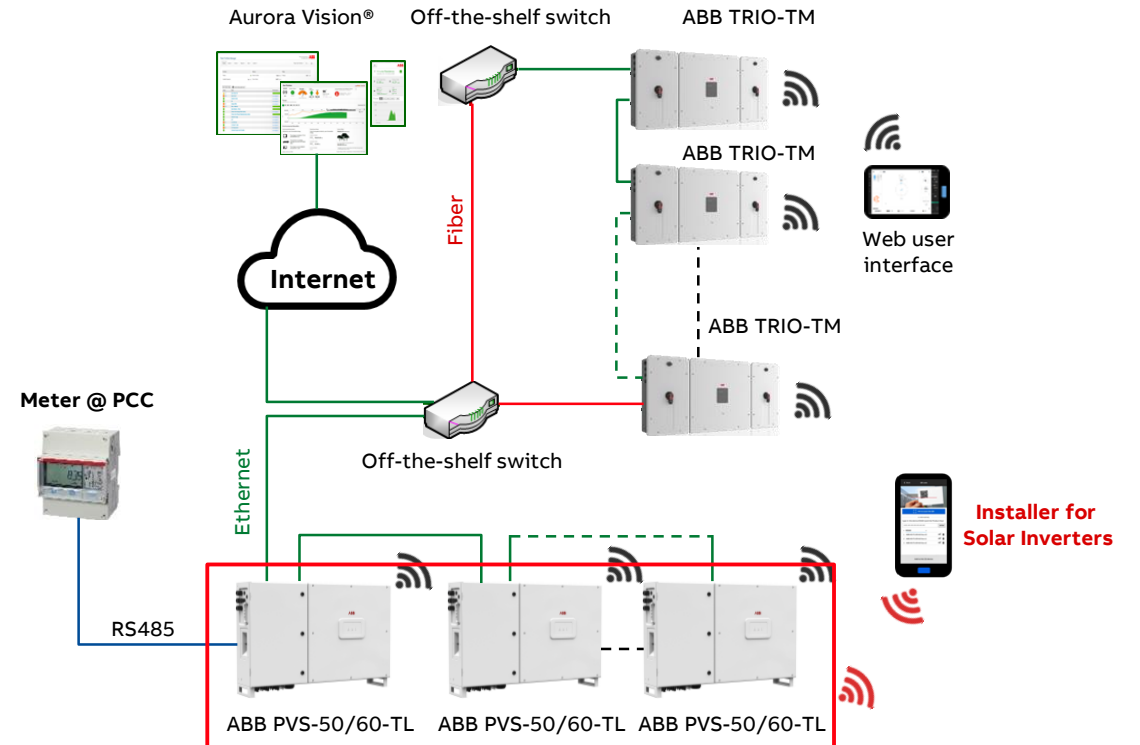 Aurora Vision®
Off-the-shelf switch
ABB TRIO-TM
ABB TRIO-TM
Fiber
Web user
interface
Internet
ABB TRIO-TM
Meter @ PCC
Off-the-shelf switch
Ethernet
Installer for
Solar Inverters
RS485
ABB PVS-50/60-TL
ABB PVS-50/60-TL
ABB PVS-50/60-TL